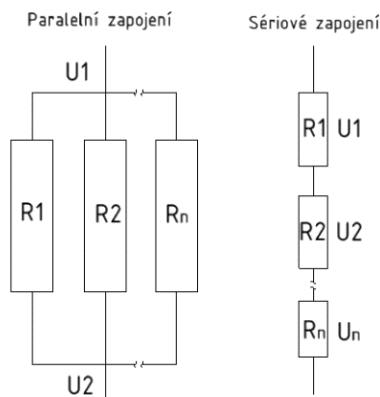 Paralelní zapojení
U1
R1 R2 Rn
U2
Sériové zapojení
R1 U1
R2 U2
Rn Un